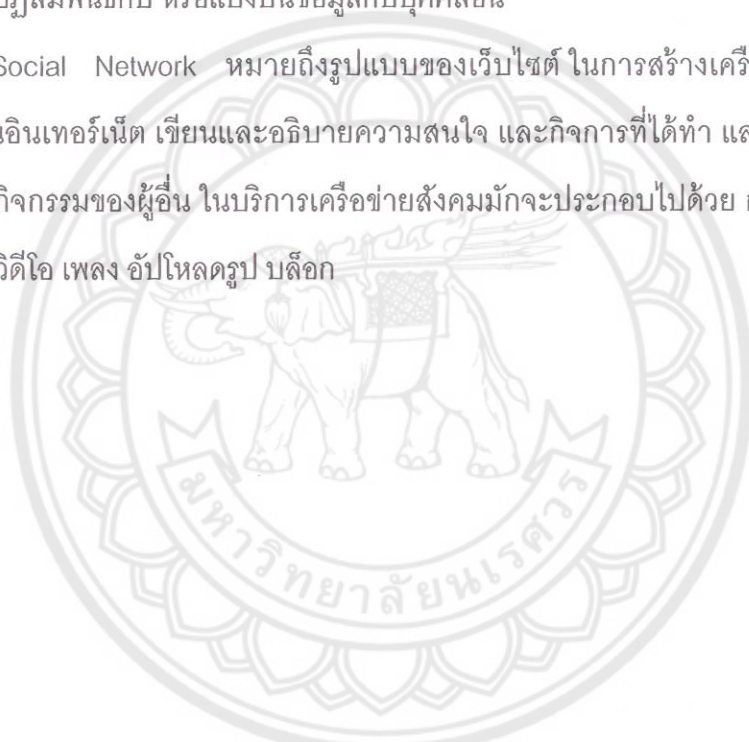 ปฏิสัมพันธ์กับ หรือแบ่งปันข้อมูลกับบุคคลอื่น
Social Network หมายถึงรูปแบบของเว็บไซต์ ในการสร้างเครื
อินเทอร์เน็ต เขียนและอธิบายความสนใจ และกิจการที่ได้ทำ แล
กิจกรรมของผู้อื่น ในบริการเครือข่ายสังคมมักจะประกอบไปด้วย
วิดีโอ เพลง อัปโหลดรูป บล็อก
มหาวิทยาลัยนเรศวร